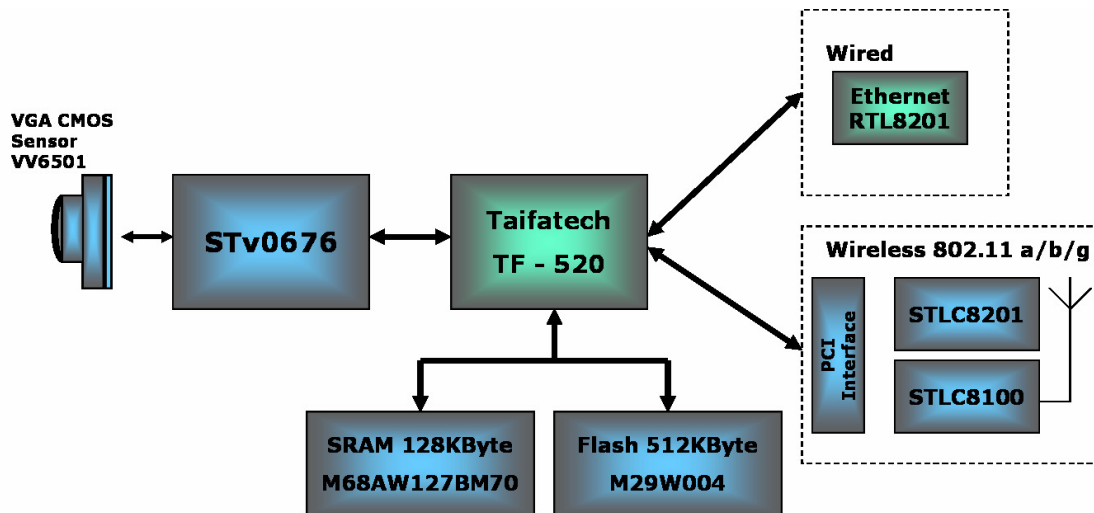 VGA CMOS
Sensor
VV6501
STv0676
Taifatech
TF - 520
Wired
Ethernet
RTL8201
Wireless 802.11 a/b/g
PCI
Interface
STLC8201
STLC8100
SRAM 128KByte
M68AW127BM70
Flash 512KByte
M29W004